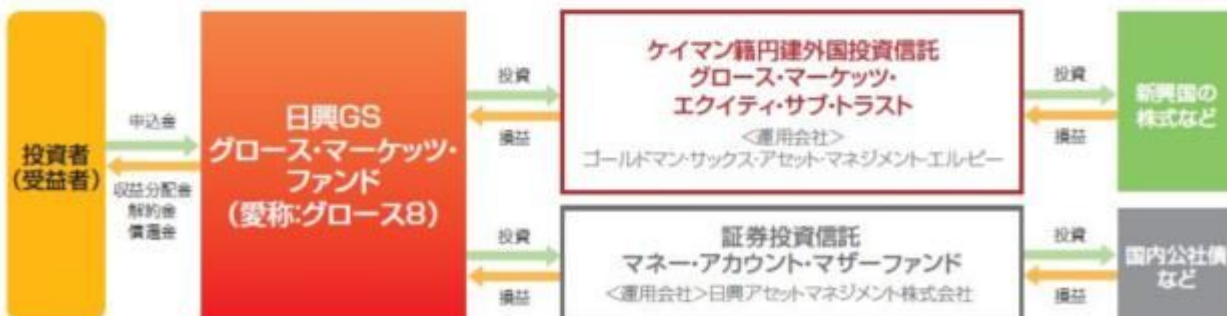 投資者
(受益者)
申込金
収益分配金
解約金
償還金
日興GS
グロース・マーケッツ・
ファンド
(愛称:グロース8)
投資
損益
ケイマン籍円建外国投資信託
グロース・マーケッツ・
エクイティ・サブ・トラスト
<運用会社>
ゴールドマン・サックス・アセット・マネジメント・エルピー
投資
損益
新興国の
株式など
投資
損益
証券投資信託
マネー・アカウント・マザーファンド
<運用会社>日興アセットマネジメント株式会社
投資
損益
国内公社債
など